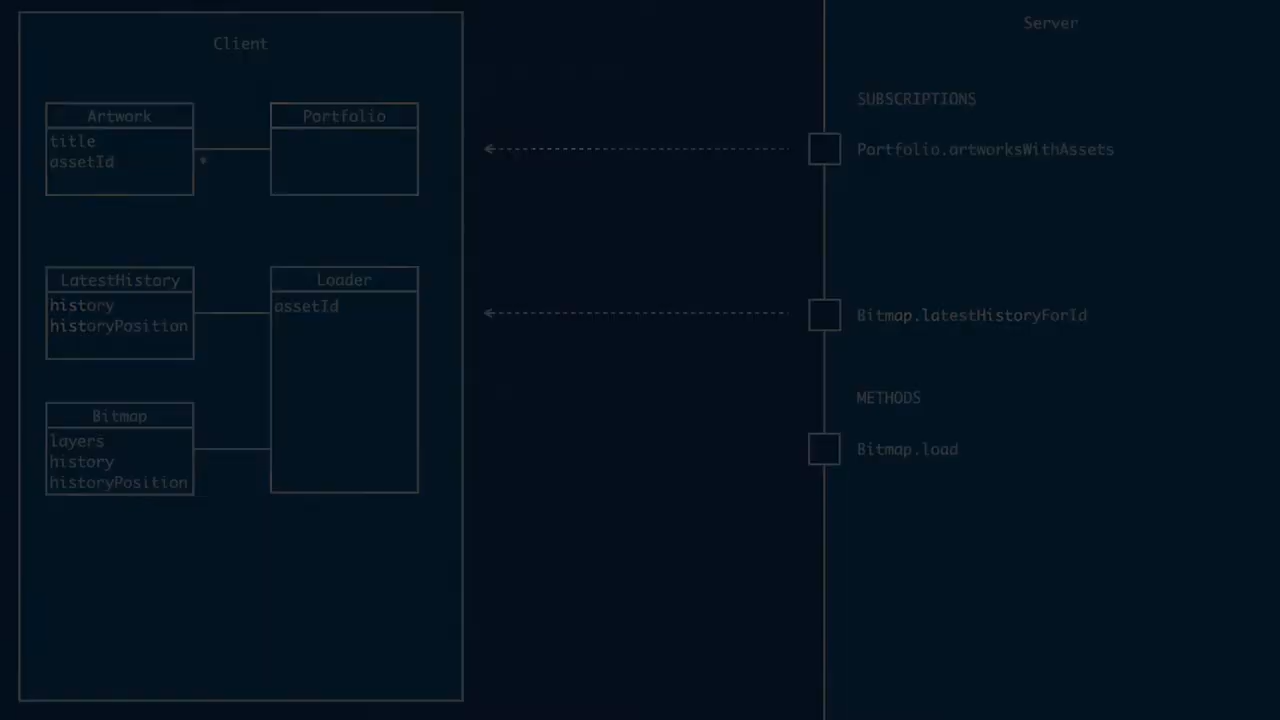 Client
Artwork
title
assetId
*
Portfolio
LatestHistory
history
historyPosition
Loader
assetId
Bitmap
layers
history
historyPosition
Server
SUBSCRIPTIONS
Portfolio.artworksWithAssets
Bitmap.latestHistoryForId
METHODS
Bitmap.load